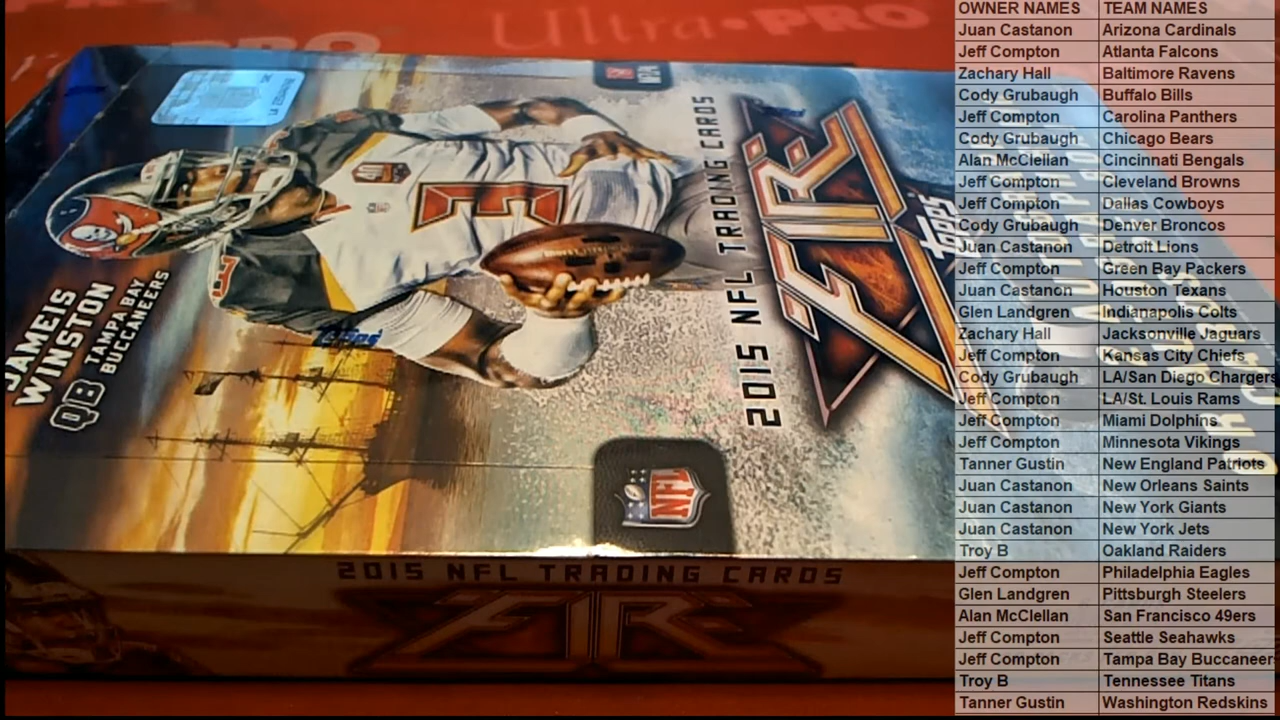 Ultra•PRO
JAMEIS
WINSTON
QB TAMPA BAY
BUCCANEERS
Topps
2015 NFL TRADING CARDS
FIRE
Topps
NFL
2015 NFL TRADING CARDS
FIRE
OWNER NAMES TEAM NAMES
Juan Castanon Arizona Cardinals
Jeff Compton Atlanta Falcons
Zachary Hall Baltimore Ravens
Cody Grubaugh Buffalo Bills
Jeff Compton Carolina Panthers
Cody Grubaugh Chicago Bears
Alan McClellan Cincinnati Bengals
Jeff Compton Cleveland Browns
Jeff Compton Dallas Cowboys
Cody Grubaugh Denver Broncos
Juan Castanon Detroit Lions
Jeff Compton Green Bay Packers
Juan Castanon Houston Texans
Glen Landgren Indianapolis Colts
Zachary Hall Jacksonville Jaguars
Jeff Compton Kansas City Chiefs
Cody Grubaugh LA/San Diego Chargers
Jeff Compton LA/St. Louis Rams
Jeff Compton Miami Dolphins
Jeff Compton Minnesota Vikings
Tanner Gustin New England Patriots
Juan Castanon New Orleans Saints
Juan Castanon New York Giants
Juan Castanon New York Jets
Troy B Oakland Raiders
Jeff Compton Philadelphia Eagles
Glen Landgren Pittsburgh Steelers
Alan McClellan San Francisco 49ers
Jeff Compton Seattle Seahawks
Jeff Compton Tampa Bay Buccaneer
Troy B Tennessee Titans
Tanner Gustin Washington Redskins